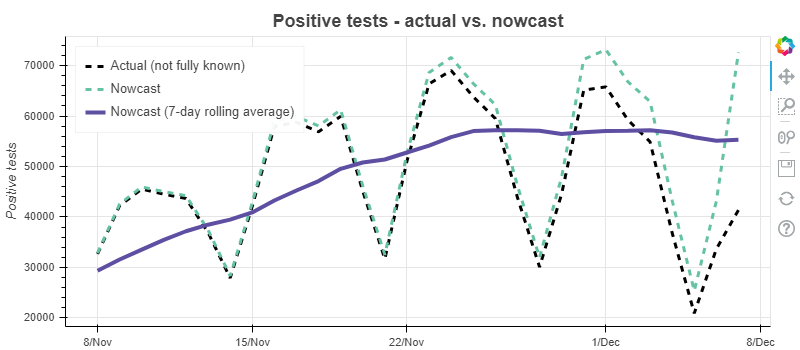 Positive tests - actual vs. nowcast
Actual (not fully known)
Nowcast
Nowcast (7-day rolling average)
Positive tests
70000
60000
50000
40000
30000
20000
8/Nov
15/Nov
22/Nov
1/Dec
8/Dec